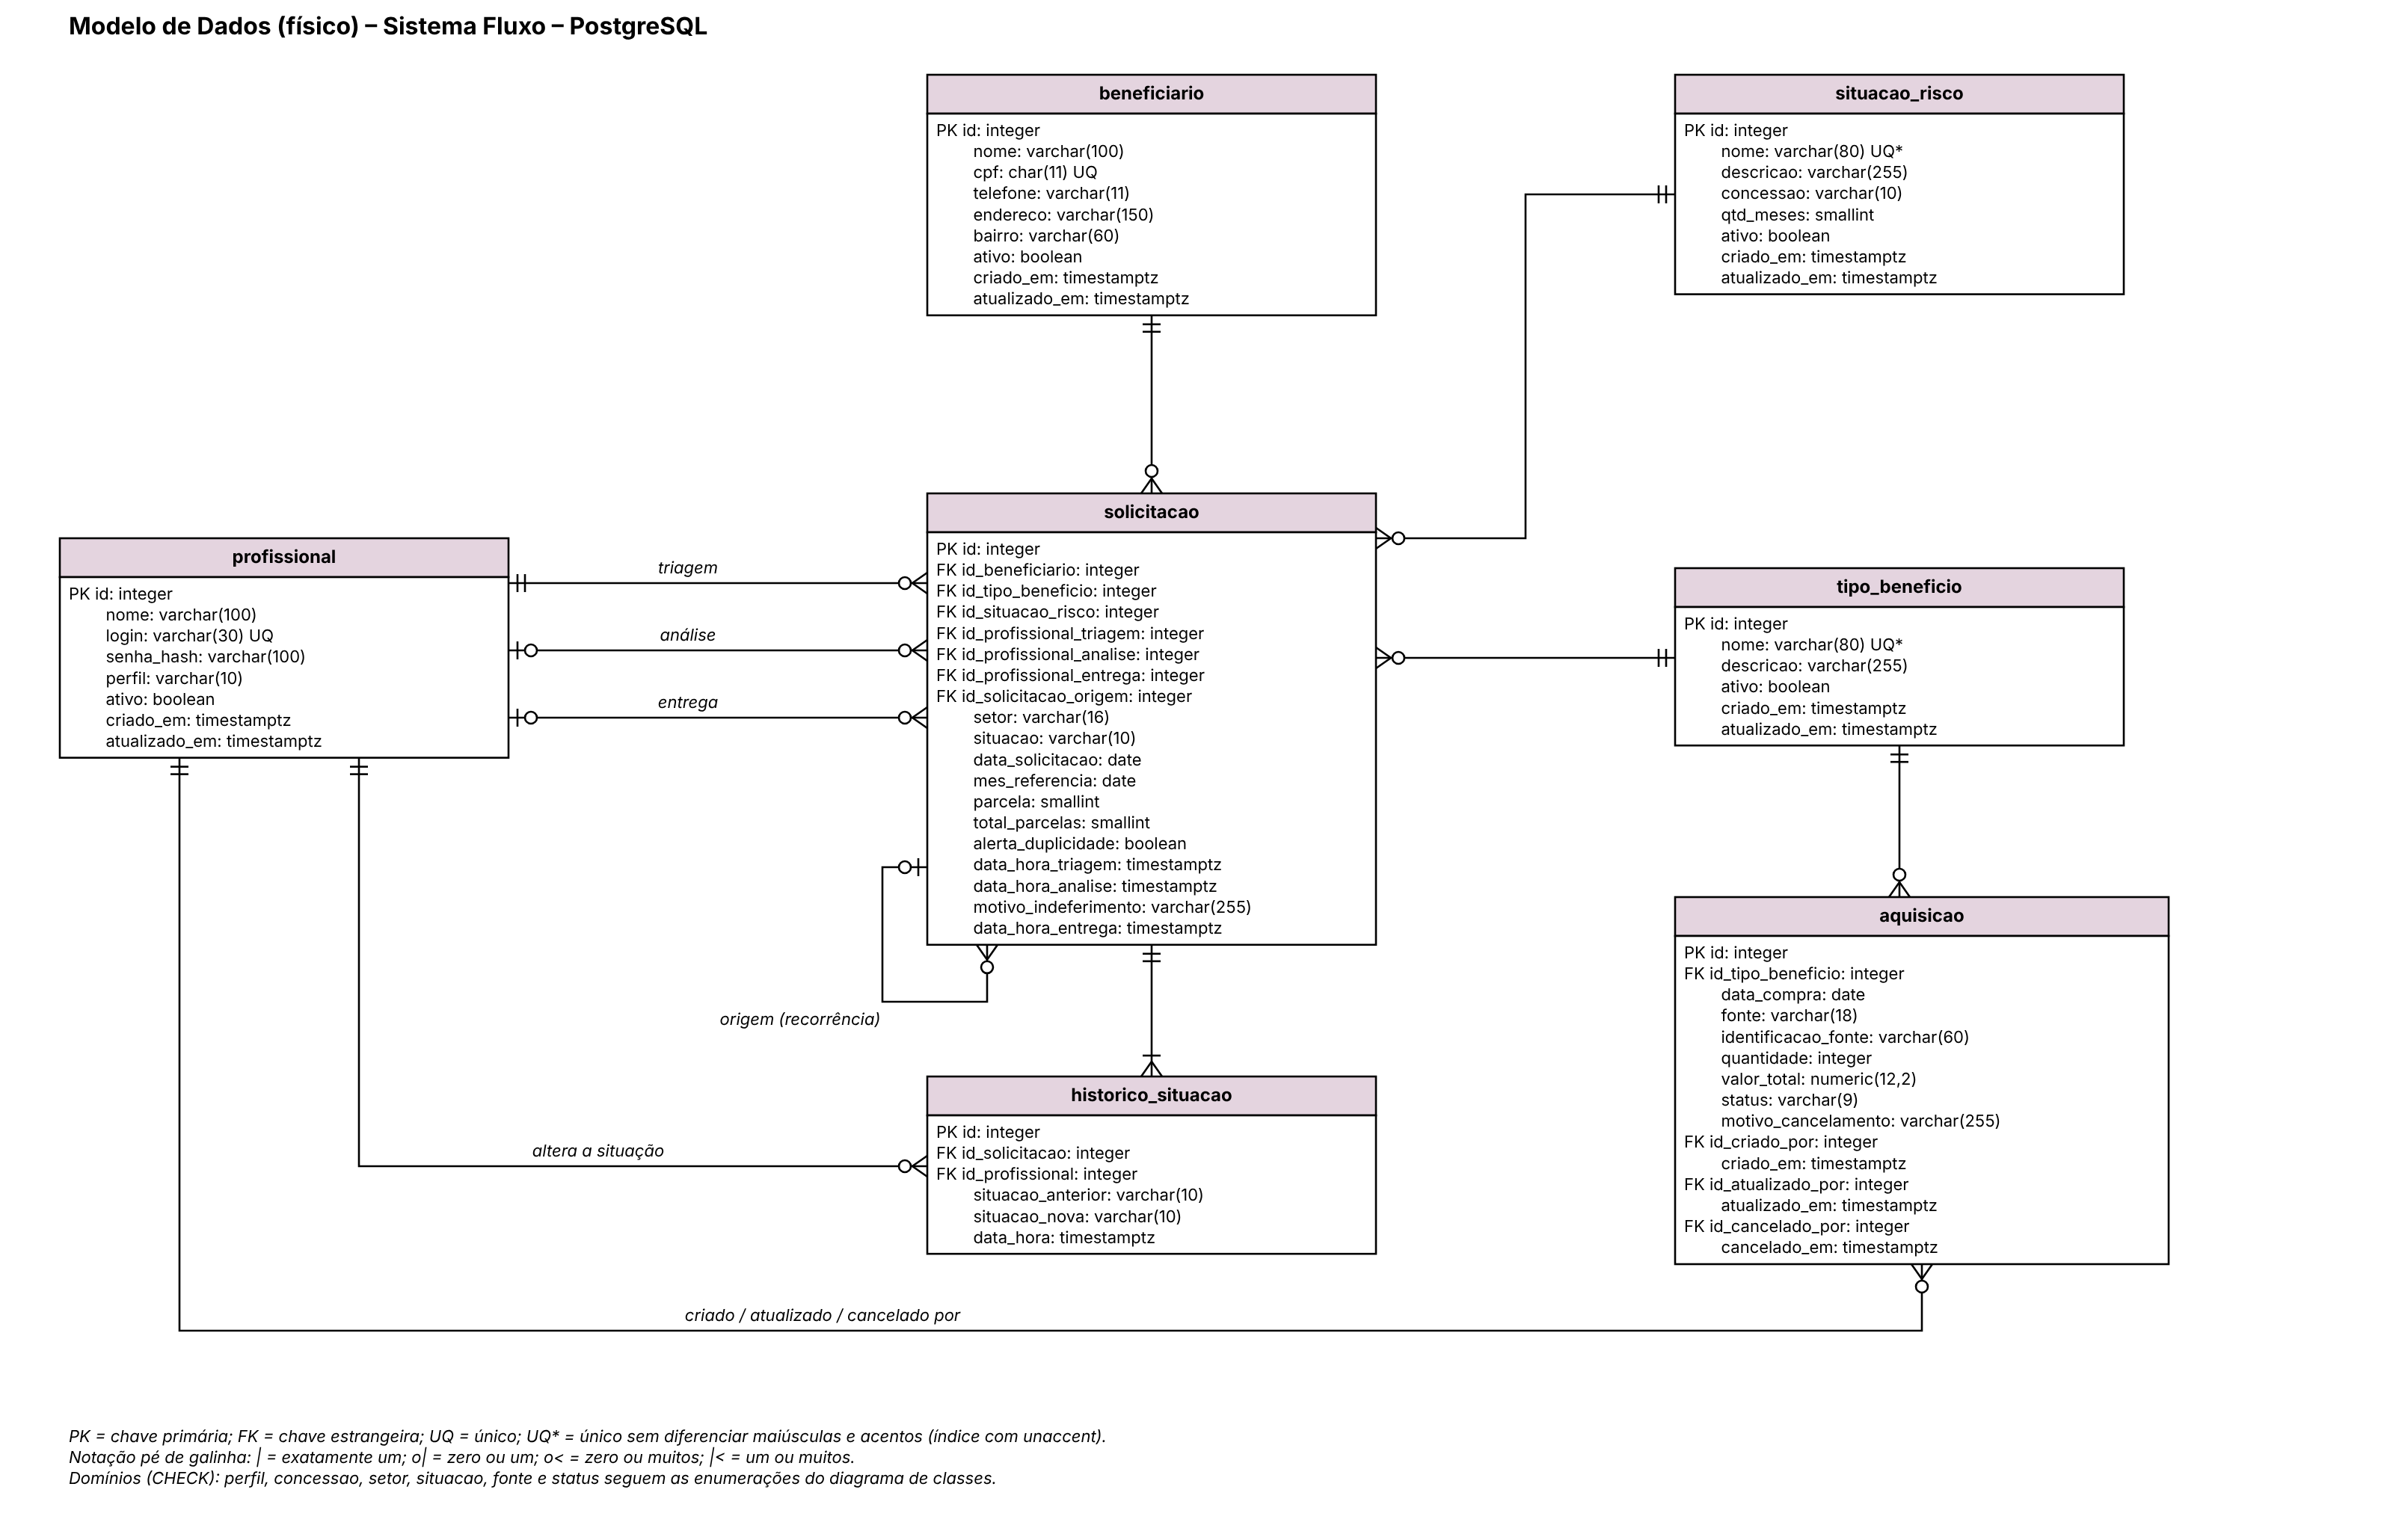 Modelo de Dados (físico) – Sistema Fluxo – PostgreSQL
beneficiario
PK id: integer
nome: varchar(100)
cpf: char(11) UQ
telefone: varchar(11)
endereco: varchar(150)
bairro: varchar(60)
ativo: boolean
criado_em: timestamptz
atualizado_em: timestamptz
situacao_risco
PK id: integer
nome: varchar(80) UQ*
descricao: varchar(255)
concessao: varchar(10)
qtd_meses: smallint
ativo: boolean
criado_em: timestamptz
atualizado_em: timestamptz
profissional
PK id: integer
nome: varchar(100)
login: varchar(30) UQ
senha_hash: varchar(100)
perfil: varchar(10)
ativo: boolean
criado_em: timestamptz
atualizado_em: timestamptz
triagem
análise
entrega
solicitacao
PK id: integer
FK id_beneficiario: integer
FK id_tipo_beneficio: integer
FK id_situacao_risco: integer
FK id_profissional_triagem: integer
FK id_profissional_analise: integer
FK id_profissional_entrega: integer
FK id_solicitacao_origem: integer
setor: varchar(16)
situacao: varchar(10)
data_solicitacao: date
mes_referencia: date
parcela: smallint
total_parcelas: smallint
alerta_duplicidade: boolean
data_hora_triagem: timestamptz
data_hora_analise: timestamptz
motivo_indeferimento: varchar(255)
data_hora_entrega: timestamptz
tipo_beneficio
PK id: integer
nome: varchar(80) UQ*
descricao: varchar(255)
ativo: boolean
criado_em: timestamptz
atualizado_em: timestamptz
origem (recorrência)
aquisicao
PK id: integer
FK id_tipo_beneficio: integer
data_compra: date
fonte: varchar(18)
identificacao_fonte: varchar(60)
quantidade: integer
valor_total: numeric(12,2)
status: varchar(9)
motivo_cancelamento: varchar(255)
FK id_criado_por: integer
criado_em: timestamptz
FK id_atualizado_por: integer
atualizado_em: timestamptz
FK id_cancelado_por: integer
cancelado_em: timestamptz
altera a situação
historico_situacao
PK id: integer
FK id_solicitacao: integer
FK id_profissional: integer
situacao_anterior: varchar(10)
situacao_nova: varchar(10)
data_hora: timestamptz
criado / atualizado / cancelado por
PK = chave primária; FK = chave estrangeira; UQ = único; UQ* = único sem diferenciar maiúsculas e acentos (índice com unaccent).
Notação pé de galinha: | = exatamente um; o| = zero ou um; o< = zero ou muitos; |< = um ou muitos.
Domínios (CHECK): perfil, concessao, setor, situacao, fonte e status seguem as enumerações do diagrama de classes.